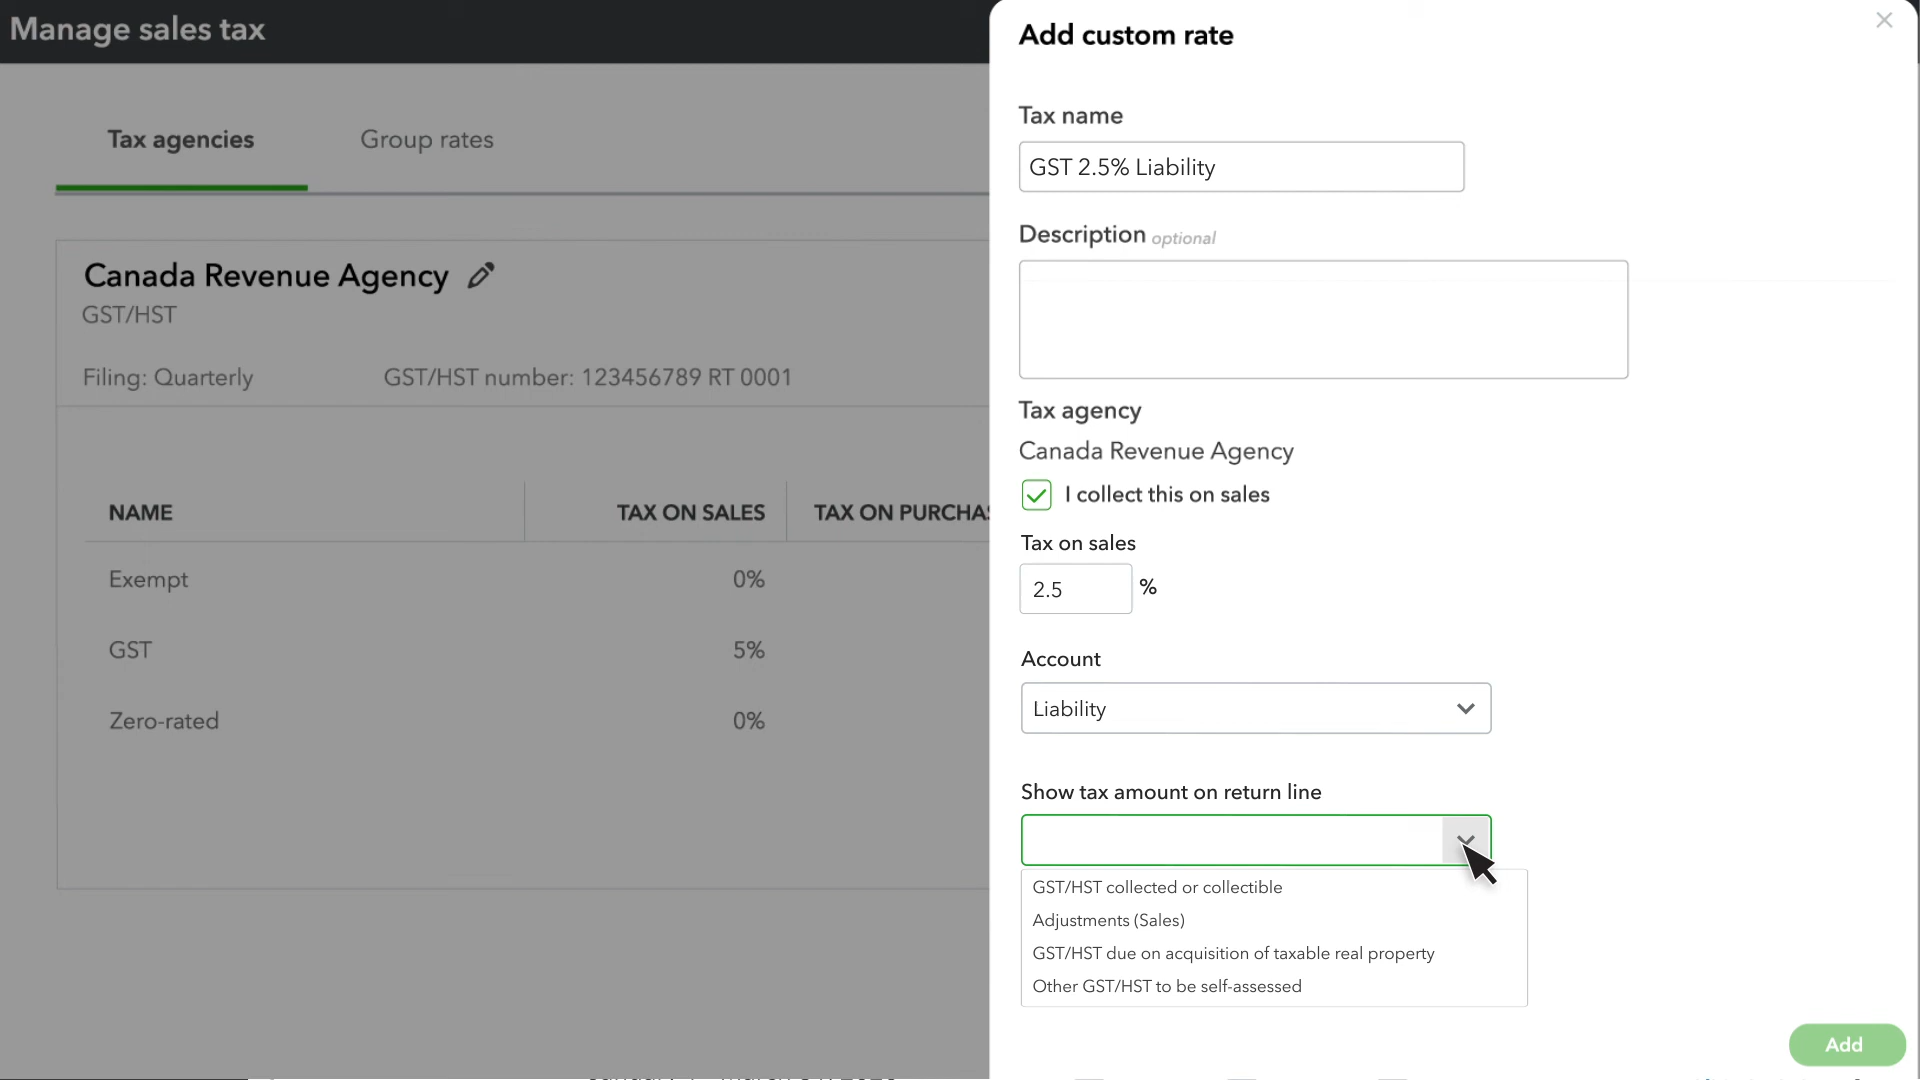 Manage sales tax
Tax agencies
Group rates
Canada Revenue Agency
GST/HST
Filing: Quarterly
GST/HST number: 123456789 RT 0001
NAME
TAX ON SALES
TAX ON PURCHAS
Exempt
0%
GST
5%
Zero-rated
0%
Add custom rate
Tax name
GST 2.5% Liability
Description optional
Tax agency
Canada Revenue Agency
I collect this on sales
Tax on sales
2.5 %
Account
Liability
Show tax amount on return line
GST/HST collected or collectible
Adjustments (Sales)
GST/HST due on acquisition of taxable real property
Other GST/HST to be self-assessed
Add